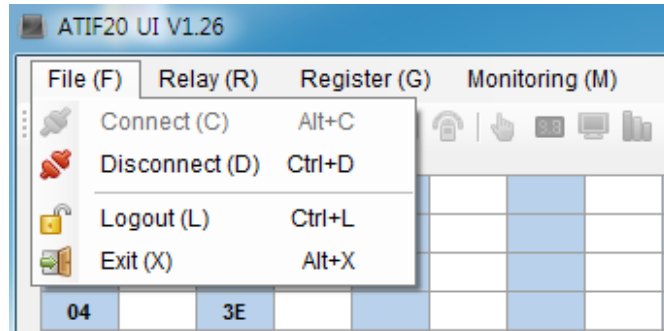 ATIF20 UI V1.26
File (F) Relay (R) Register (G) Monitoring (M)
Connect (C) Alt+C
Disconnect (D) Ctrl+D
Logout (L) Ctrl+L
Exit (X) Alt+X
04 3E